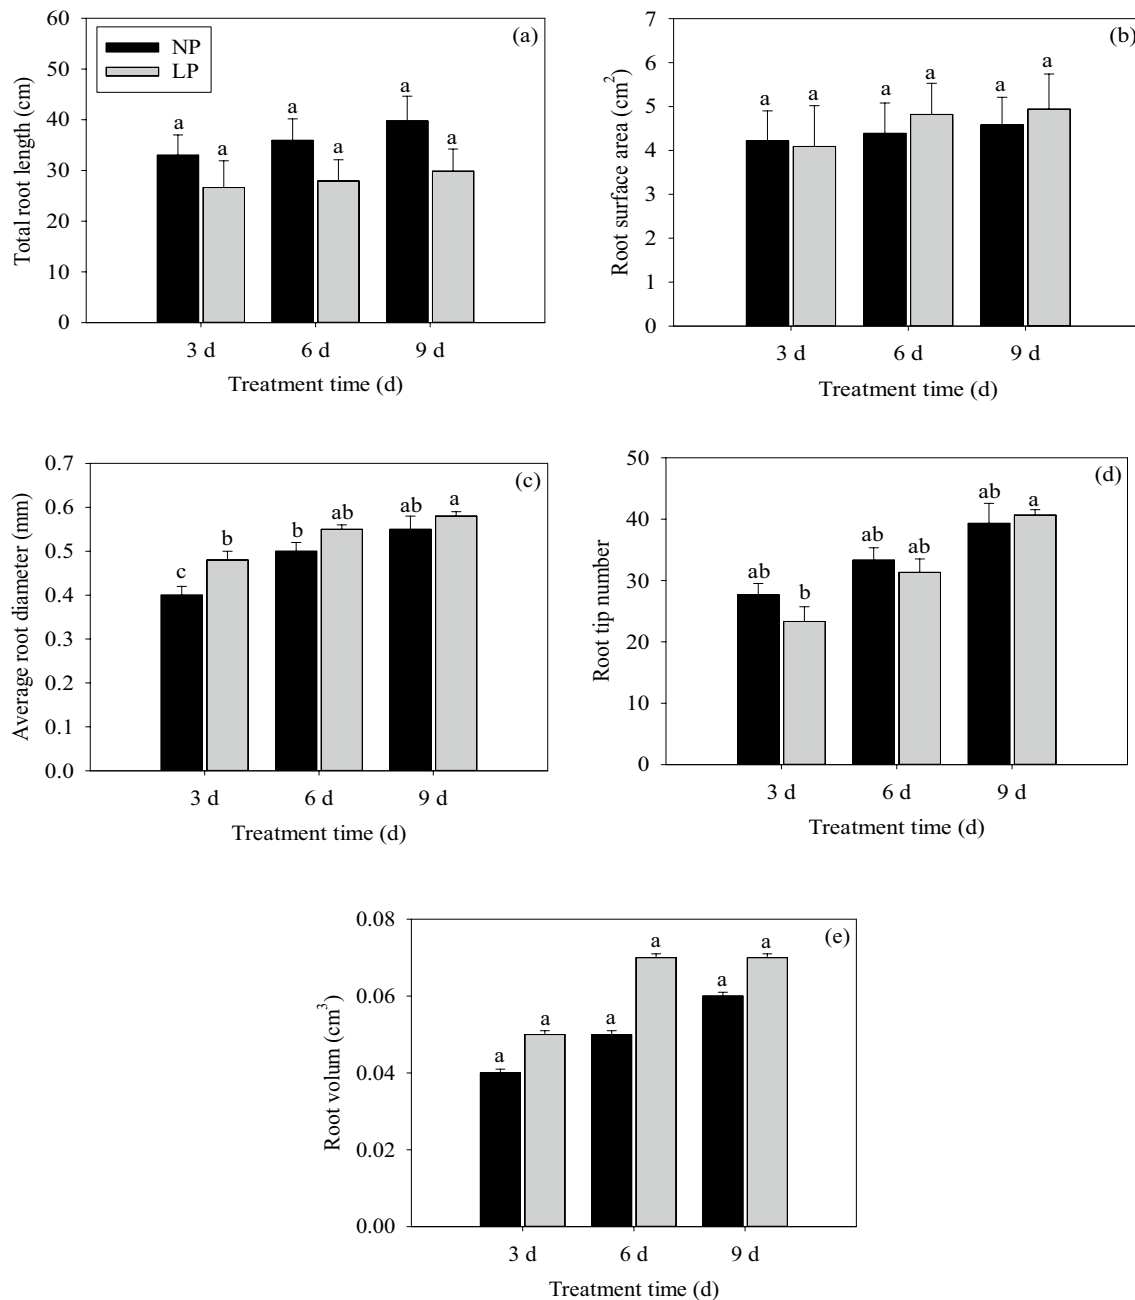 60
50
40
30
20
10
0
Total root length (cm)
NP
LP
(a)
a
a
a
a
a
a
3 d 6 d 9 d
Treatment time (d)
7
6
5
4
3
2
1
0
Root surface area (cm²)
(b)
a
a
a
a
a
a
3 d 6 d 9 d
Treatment time (d)
0.7
0.6
0.5
0.4
0.3
0.2
0.1
0.0
Average root diameter (mm)
(c)
c
b
b
ab
ab
a
3 d 6 d 9 d
Treatment time (d)
50
40
30
20
10
0
Root tip number
(d)
ab
b
ab
ab
ab
a
3 d 6 d 9 d
Treatment time (d)
0.08
0.06
0.04
0.02
0.00
Root volum (cm³)
(e)
a
a
a
a
a
a
3 d 6 d 9 d
Treatment time (d)